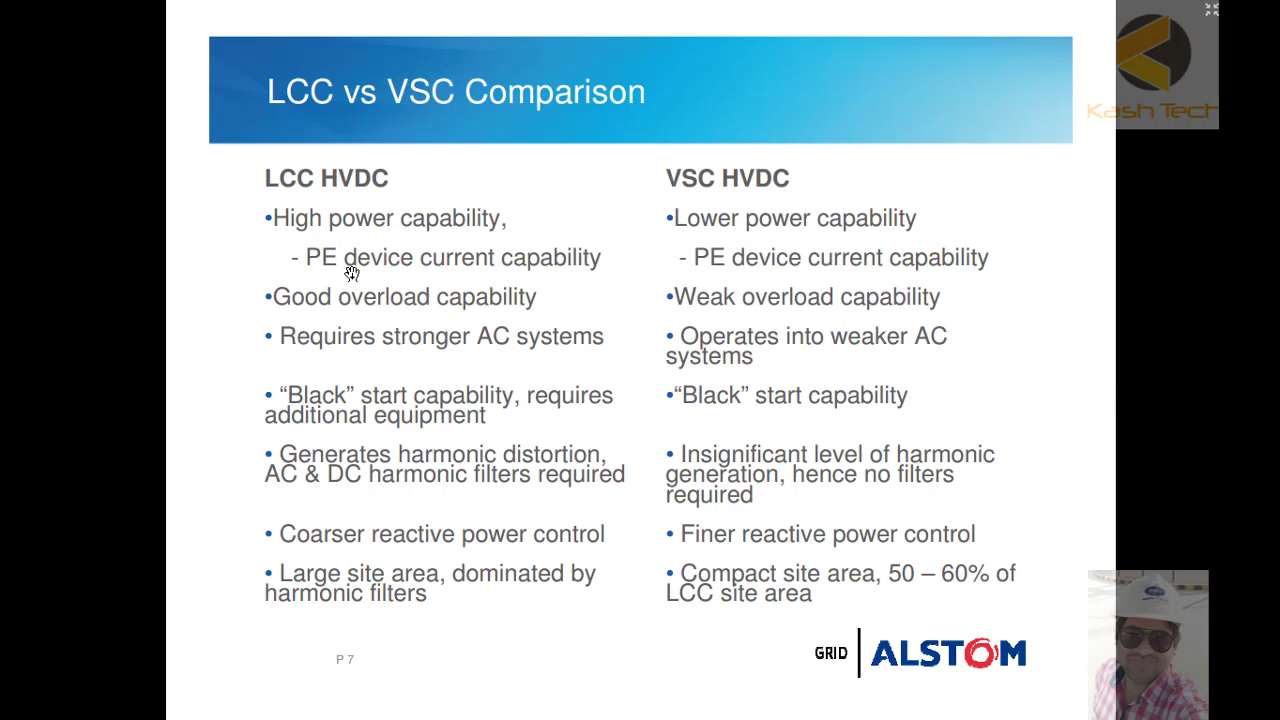 LCC vs VSC Comparison
Kash Tech
LCC HVDC
•High power capability,
- PE device current capability
•Good overload capability
• Requires stronger AC systems
• “Black” start capability, requires
additional equipment
• Generates harmonic distortion,
AC & DC harmonic filters required
• Coarser reactive power control
• Large site area, dominated by
harmonic filters
VSC HVDC
•Lower power capability
- PE device current capability
•Weak overload capability
• Operates into weaker AC
systems
•“Black” start capability
• Insignificant level of harmonic
generation, hence no filters
required
• Finer reactive power control
• Compact site area, 50 – 60% of
LCC site area
P 7
GRID
ALSTOM